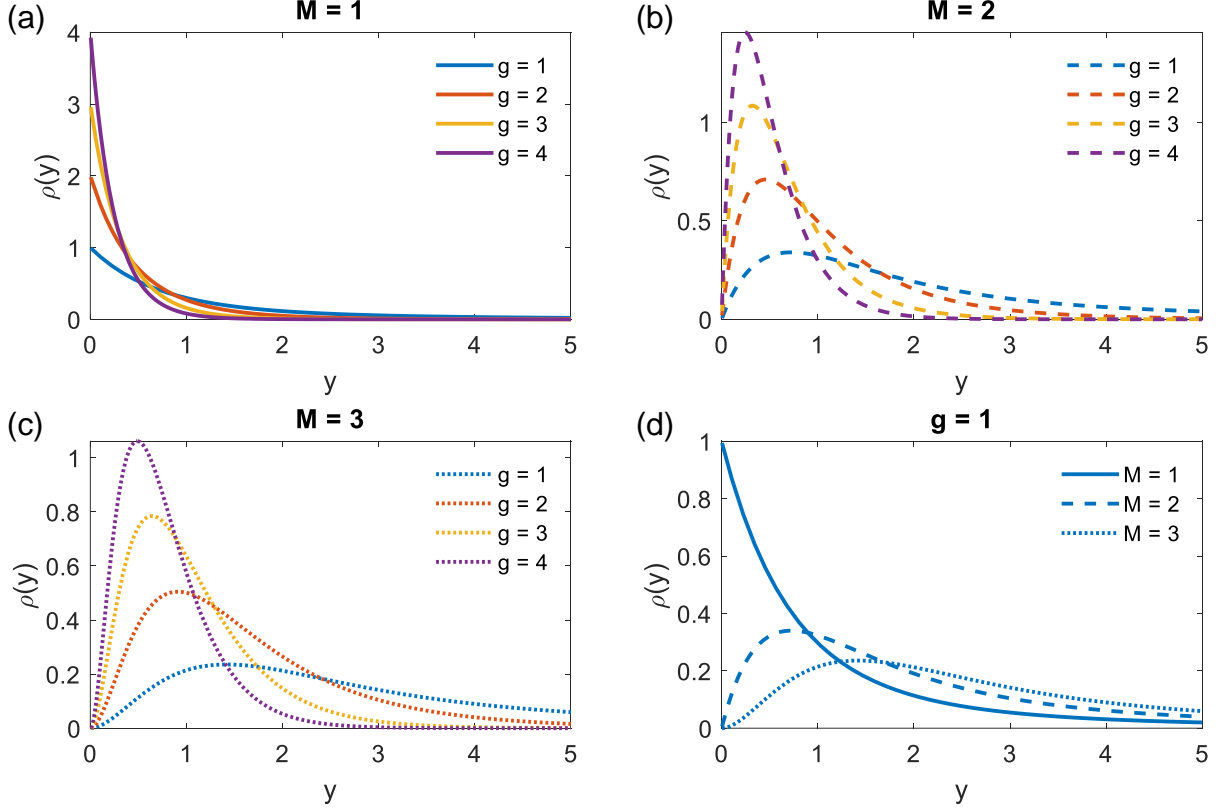 (a)
M = 1
4
3
2
1
0
ρ(y)
g = 1
g = 2
g = 3
g = 4
0 1 2 3 4 5
y
(b)
M = 2
1
0.5
0
ρ(y)
g = 1
g = 2
g = 3
g = 4
0 1 2 3 4 5
y
(c)
M = 3
1
0.8
0.6
0.4
0.2
0
ρ(y)
g = 1
g = 2
g = 3
g = 4
0 1 2 3 4 5
y
(d)
g = 1
1
0.8
0.6
0.4
0.2
0
ρ(y)
M = 1
M = 2
M = 3
0 1 2 3 4 5
y